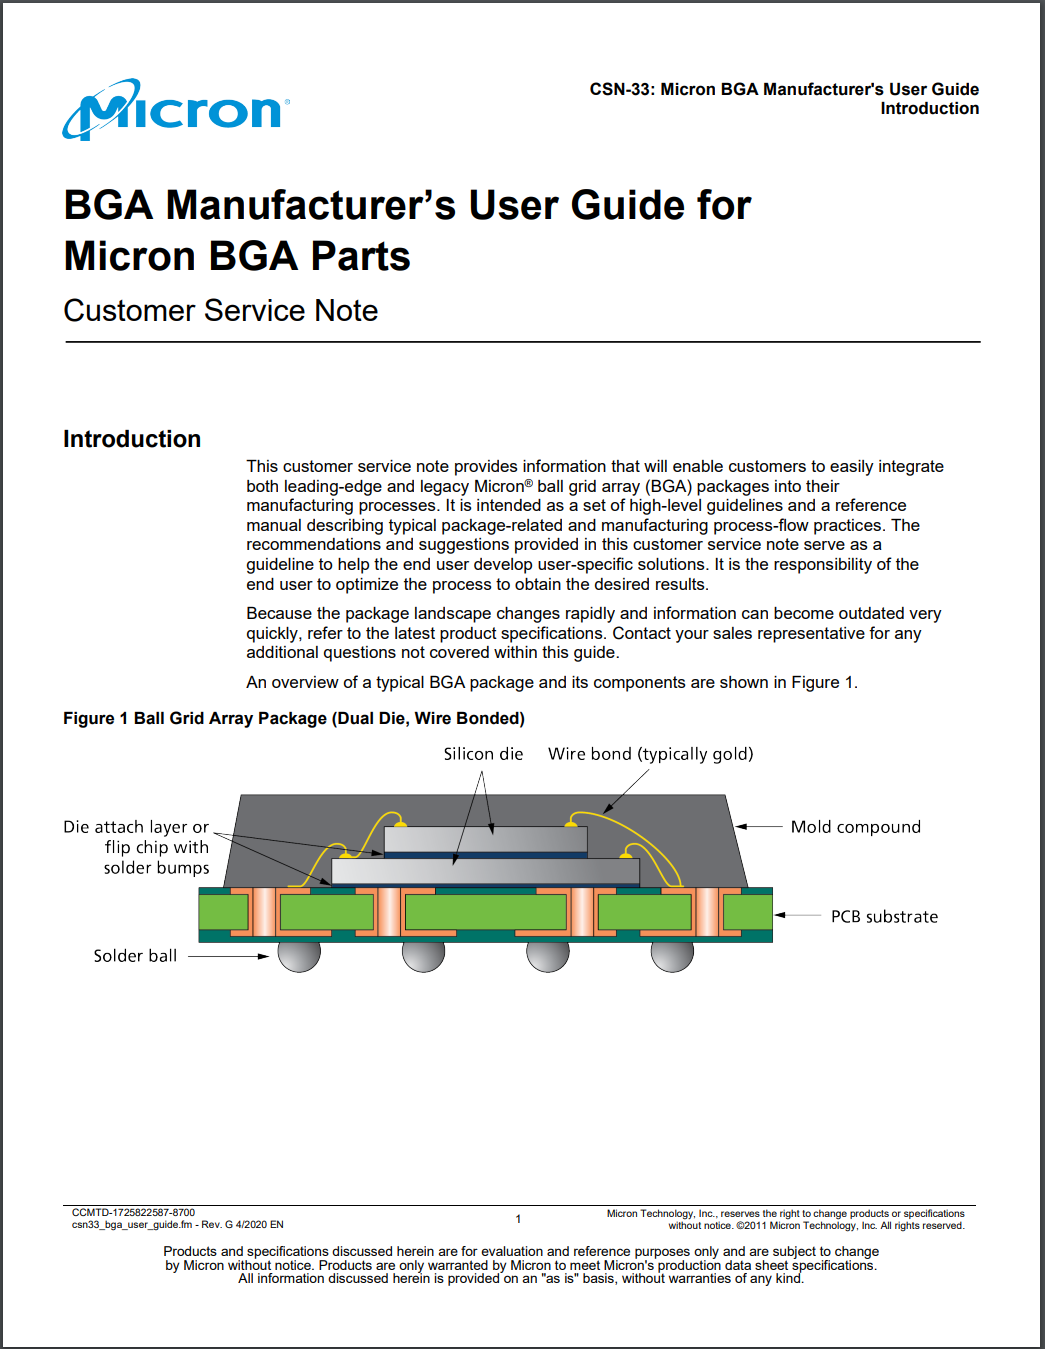 Micron®
CSN-33: Micron BGA Manufacturer's User Guide
Introduction
BGA Manufacturer’s User Guide for
Micron BGA Parts
Customer Service Note
Introduction
This customer service note provides information that will enable customers to easily integrate
both leading-edge and legacy Micron® ball grid array (BGA) packages into their
manufacturing processes. It is intended as a set of high-level guidelines and a reference
manual describing typical package-related and manufacturing process-flow practices. The
recommendations and suggestions provided in this customer service note serve as a
guideline to help the end user develop user-specific solutions. It is the responsibility of the
end user to optimize the process to obtain the desired results.
Because the package landscape changes rapidly and information can become outdated very
quickly, refer to the latest product specifications. Contact your sales representative for any
additional questions not covered within this guide.
An overview of a typical BGA package and its components are shown in Figure 1.
Figure 1 Ball Grid Array Package (Dual Die, Wire Bonded)
Silicon die
Wire bond (typically gold)
Die attach layer or
flip chip with
solder bumps
Mold compound
PCB substrate
Solder ball
CCMTD-1725822587-8700
csn33_bga_user_guide.fm - Rev. G 4/2020 EN
1
Micron Technology, Inc., reserves the right to change products or specifications
without notice. ©2011 Micron Technology, Inc. All rights reserved.
Products and specifications discussed herein are for evaluation and reference purposes only and are subject to change
by Micron without notice. Products are only warranted by Micron to meet Micron's production data sheet specifications.
All information discussed herein is provided on an "as is" basis, without warranties of any kind.